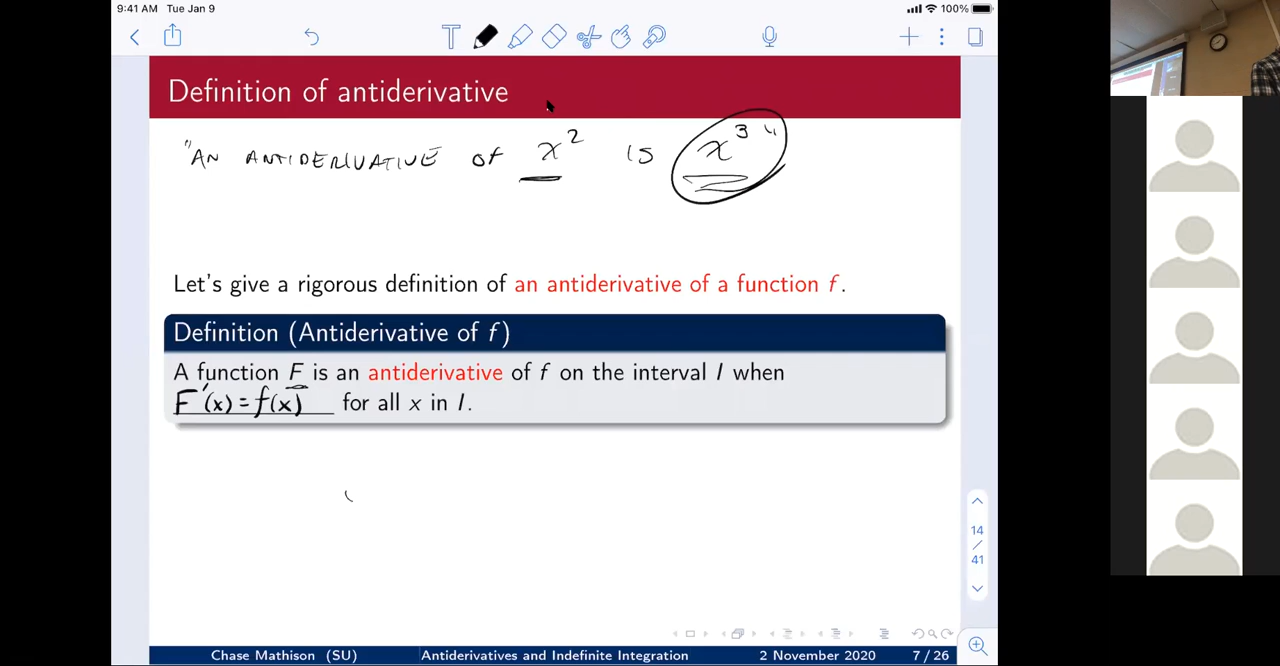 9:41 AM Tue Jan 9
100%
Definition of antiderivative
"AN ANTIDERIVATIVE OF x² IS x³
Let's give a rigorous definition of an antiderivative of a function f.
Definition (Antiderivative of f)
A function F is an antiderivative of f on the interval I when
F'(x) = f(x) for all x in I.
14
/
41
Chase Mathison (SU) Antiderivatives and Indefinite Integration 2 November 2020 7 / 26